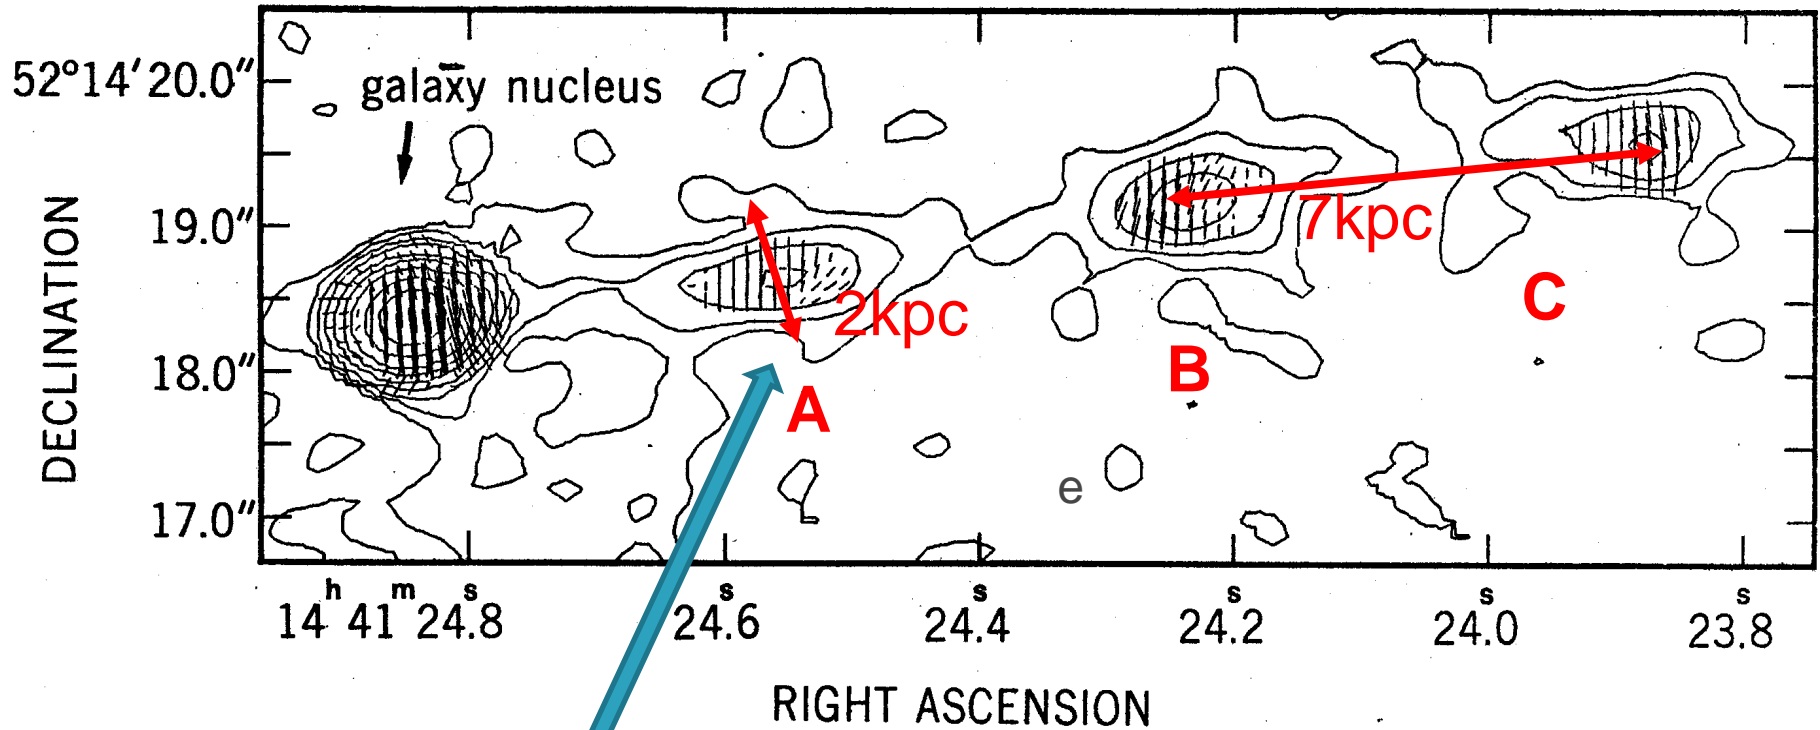 galaxy nucleus
52°14′20.0″
19.0″
18.0″
17.0″
DECLINATION
7kpc
2kpc
C
B
A
e
14h 41m 24.8s
24.6s
24.4s
24.2s
24.0s
23.8s
RIGHT ASCENSION